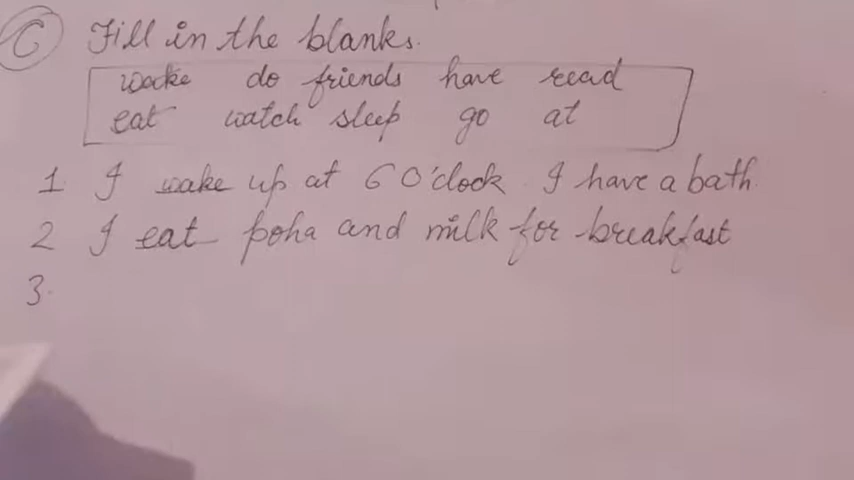 C Fill in the blanks.
wake do friends have read
eat watch sleep go at
1. I wake up at 6 O'clock. I have a bath.
2 I eat poha and milk for breakfast
3.